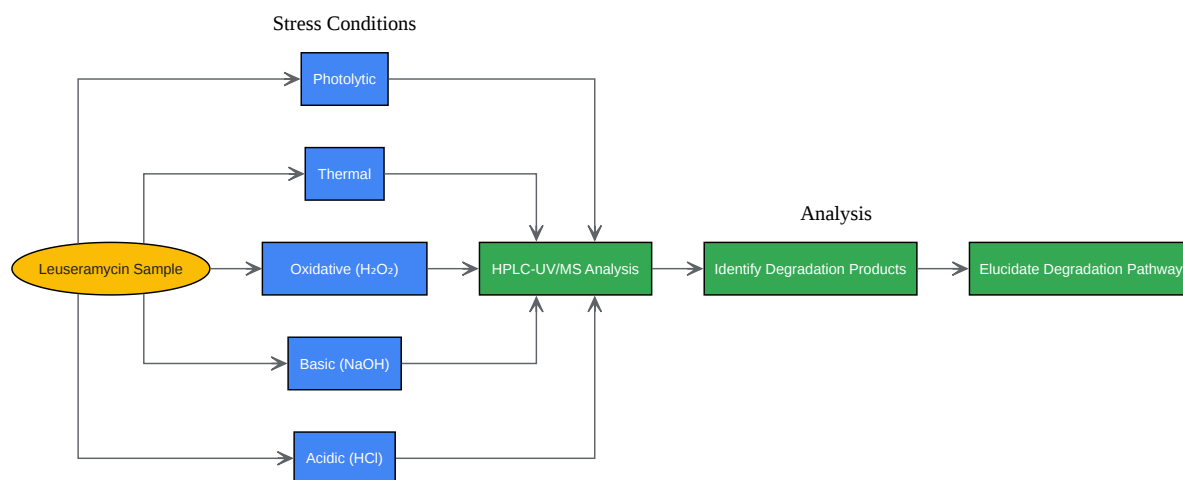 Stress Conditions
Photolytic
Thermal
Analysis
Leuseramycin Sample
Oxidative (H₂O₂)
HPLC-UV/MS Analysis
Identify Degradation Products
Elucidate Degradation Pathway
Basic (NaOH)
Acidic (HCl)